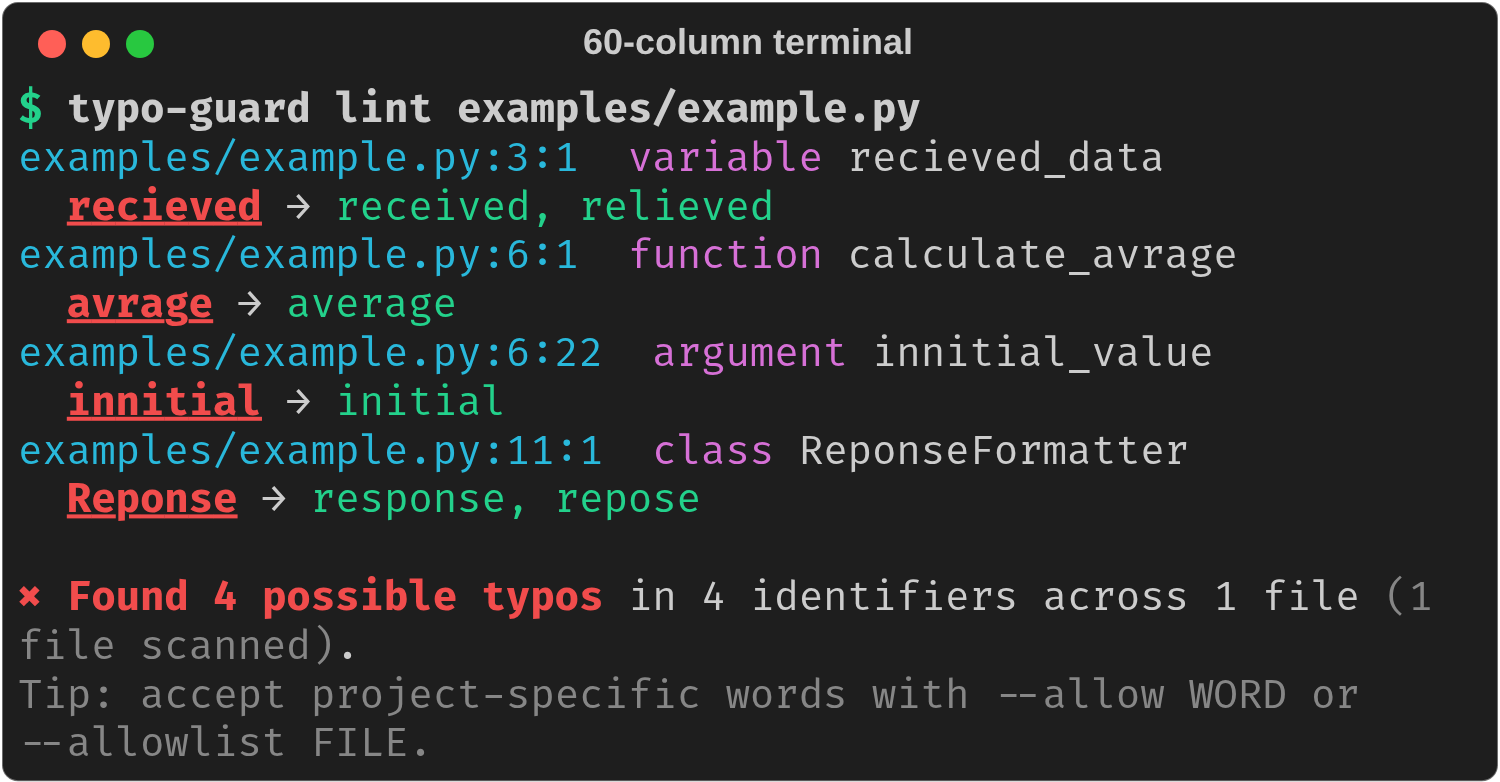 60-column terminal
$ typo-guard lint examples/example.py
examples/example.py:3:1  variable recieved_data
  recieved → received, relieved
examples/example.py:6:1  function calculate_avrage
  avrage → average
examples/example.py:6:22  argument innitial_value
  innitial → initial
examples/example.py:11:1  class ReponseFormatter
  Reponse → response, repose
✖ Found 4 possible typos in 4 identifiers across 1 file (1
file scanned).
Tip: accept project-specific words with --allow WORD or
--allowlist FILE.